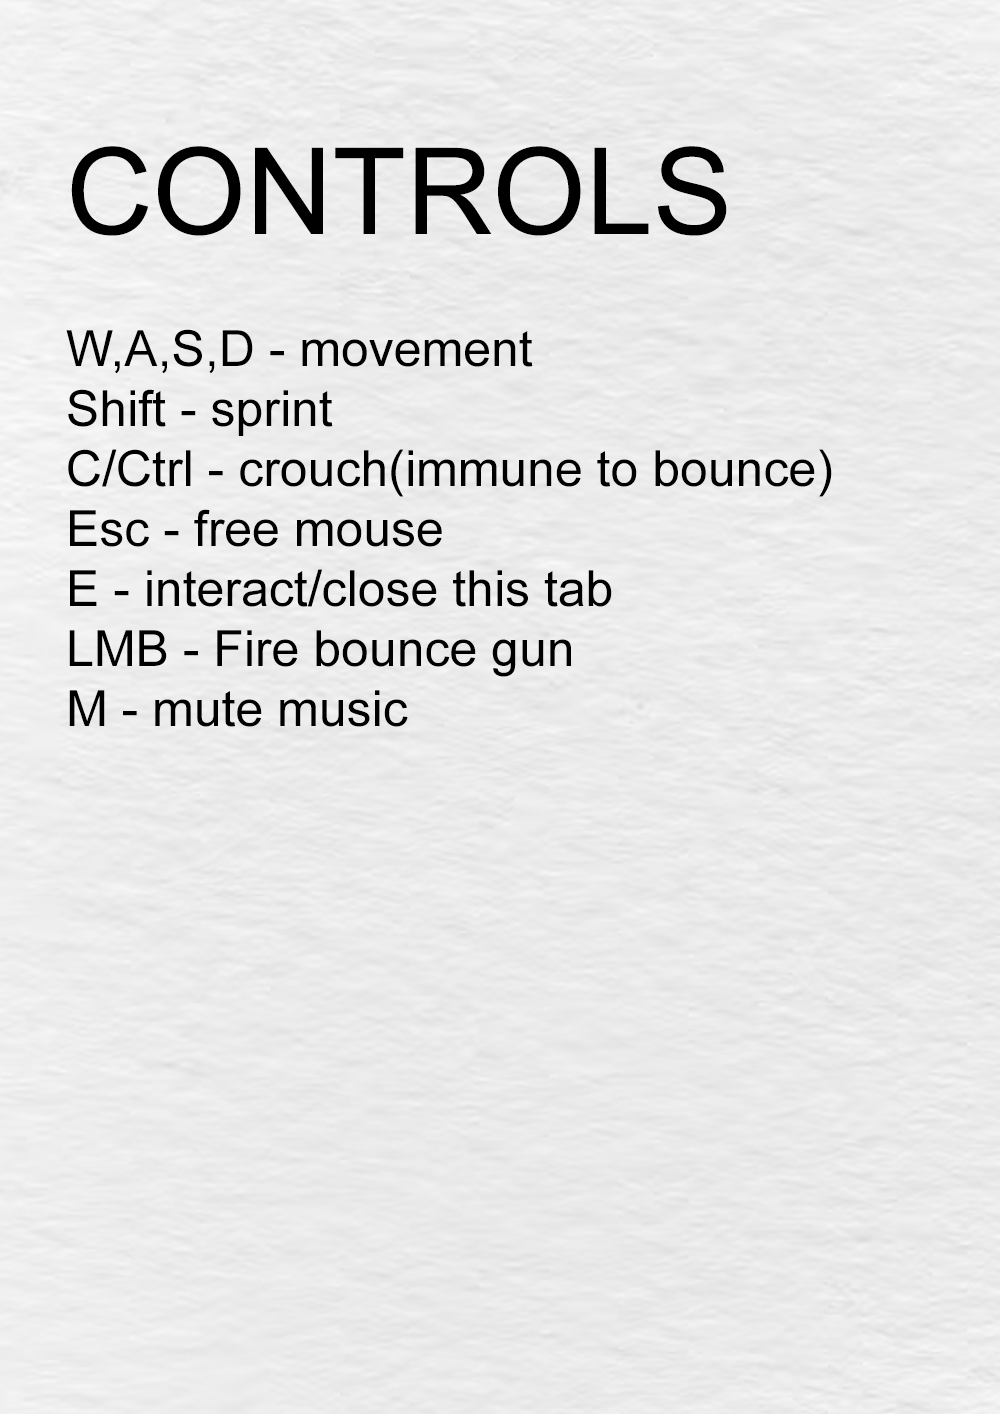 CONTROLS
W,A,S,D - movement
Shift - sprint
C/Ctrl - crouch(immune to bounce)
Esc - free mouse
E - interact/close this tab
LMB - Fire bounce gun
M - mute music